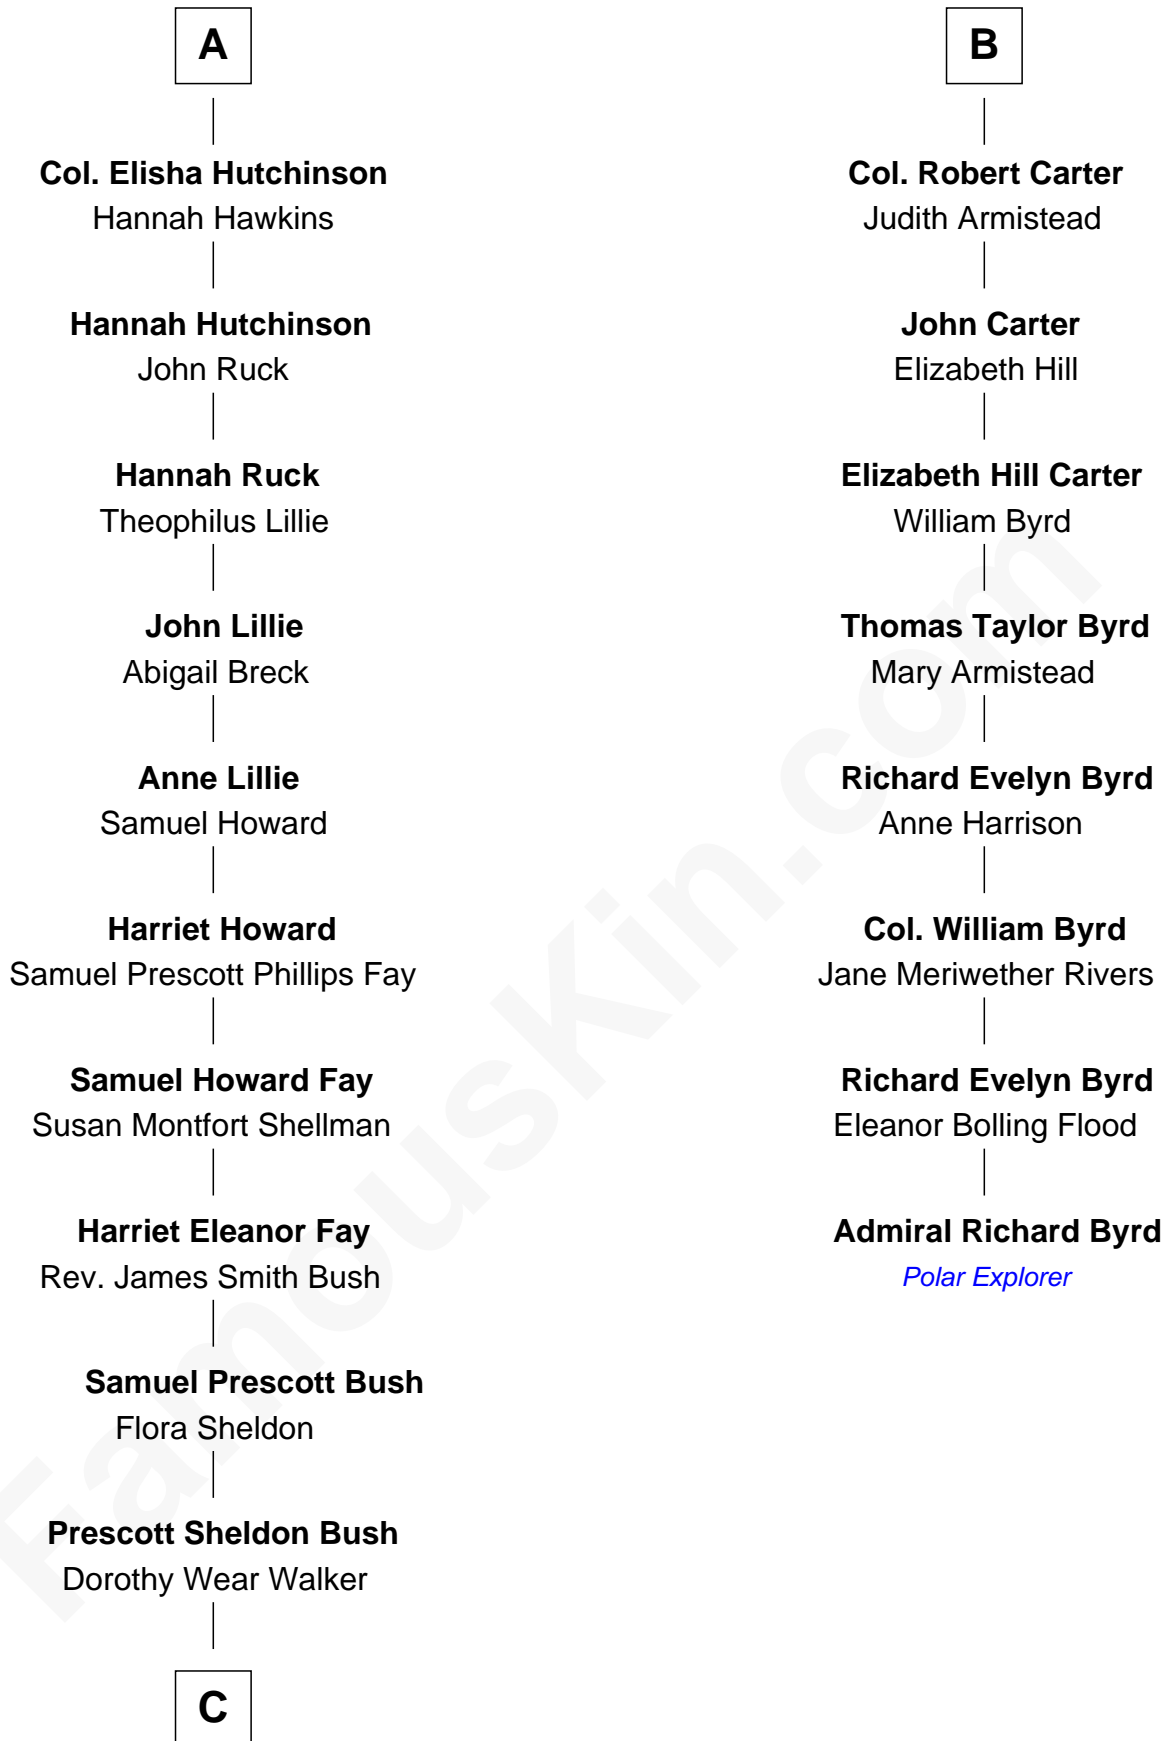 A
Col. Elisha Hutchinson
Hannah Hawkins
Hannah Hutchinson
John Ruck
Hannah Ruck
Theophilus Lillie
John Lillie
Abigail Breck
Anne Lillie
Samuel Howard
Harriet Howard
Samuel Prescott Phillips Fay
Samuel Howard Fay
Susan Montfort Shellman
Harriet Eleanor Fay
Rev. James Smith Bush
Samuel Prescott Bush
Flora Sheldon
Prescott Sheldon Bush
Dorothy Wear Walker
C
B
Col. Robert Carter
Judith Armistead
John Carter
Elizabeth Hill
Elizabeth Hill Carter
William Byrd
Thomas Taylor Byrd
Mary Armistead
Richard Evelyn Byrd
Anne Harrison
Col. William Byrd
Jane Meriwether Rivers
Richard Evelyn Byrd
Eleanor Bolling Flood
Admiral Richard Byrd
Polar Explorer
FamousKin.com